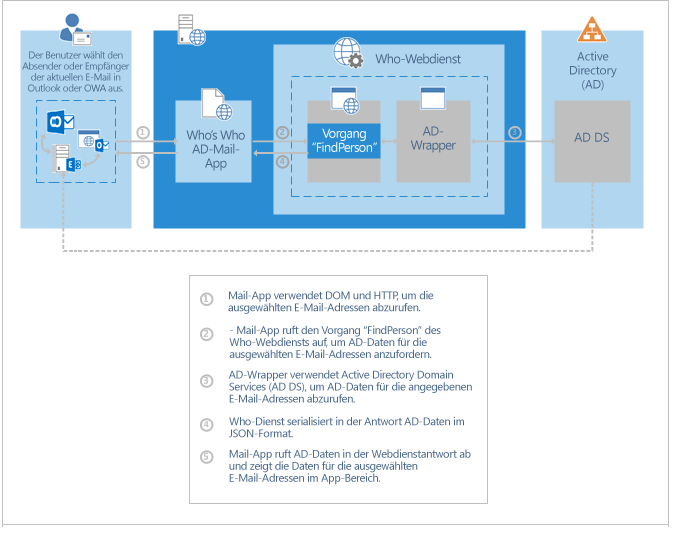 Der Benutzer wählt den
Absender oder Empfänger
der aktuellen E-Mail in
Outlook oder OWA aus.
Who's Who
AD-Mail-
App
Who-Webdienst
Vorgang
"FindPerson"
AD-
Wrapper
Active
Directory
(AD)
AD DS
1
5
2
4
3
1 Mail-App verwendet DOM und HTTP, um die
ausgewählten E-Mail-Adressen abzurufen.
2 - Mail-App ruft den Vorgang "FindPerson" des
Who-Webdiensts auf, um AD-Daten für die
ausgewählten E-Mail-Adressen anzufordern.
3 AD-Wrapper verwendet Active Directory Domain
Services (AD DS), um AD-Daten für die angegebenen
E-Mail-Adressen abzurufen.
4 Who-Dienst serialisiert in der Antwort AD-Daten im
JSON-Format.
5 Mail-App ruft AD-Daten in der Webdienstantwort ab
und zeigt die Daten für die ausgewählten
E-Mail-Adressen im App-Bereich.